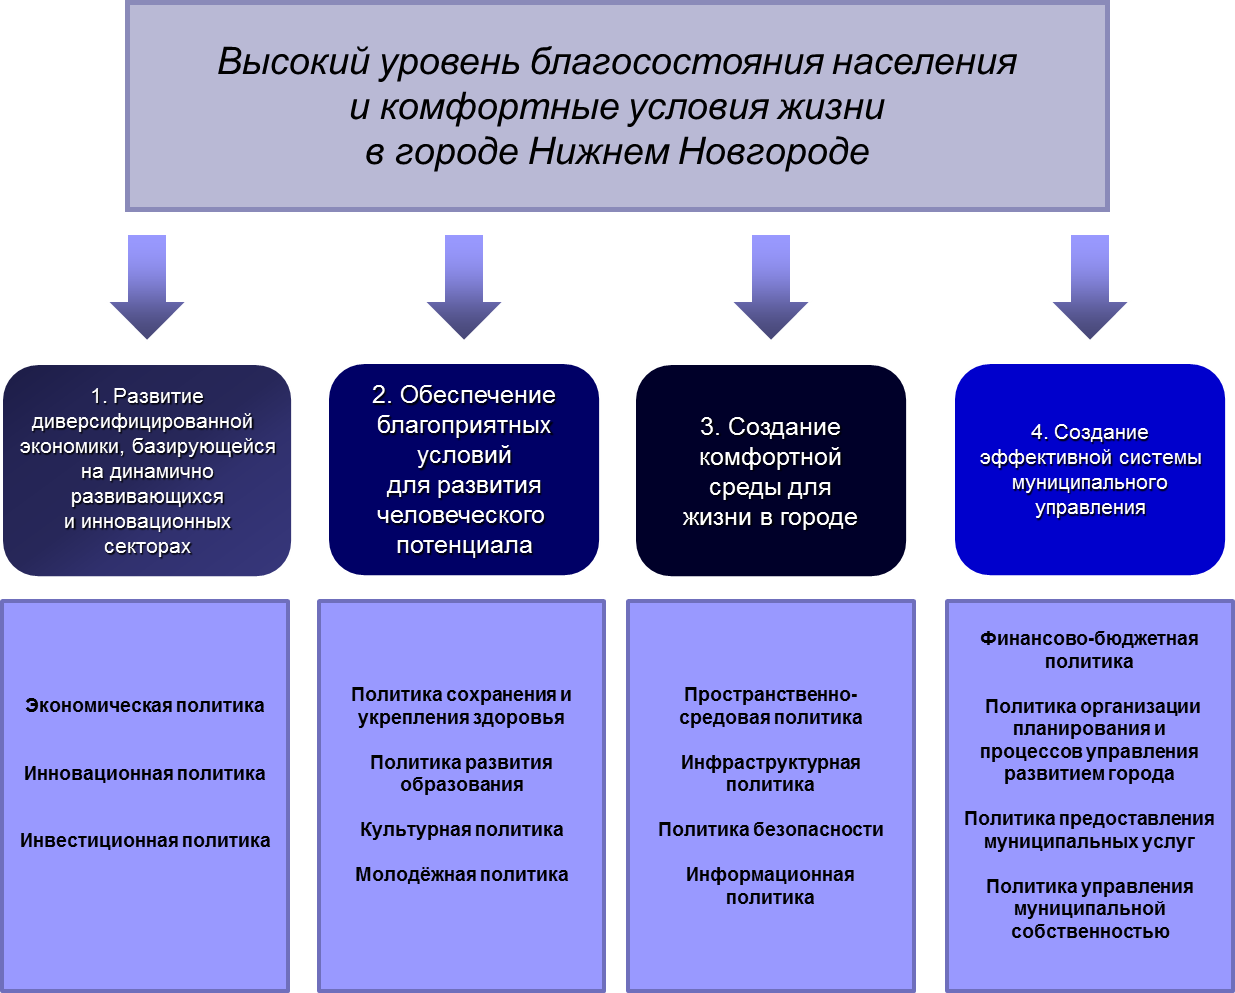 Высокий уровень благосостояния населения
и комфортные условия жизни
в городе Нижнем Новгороде
1. Развитие
диверсифицированной
экономики, базирующейся
на динамично
развивающихся
и инновационных
секторах
2. Обеспечение
благоприятных
условий
для развития
человеческого
потенциала
3. Создание
комфортной
среды для
жизни в городе
4. Создание
эффективной системы
муниципального
управления
Экономическая политика
Инновационная политика
Инвестиционная политика
Политика сохранения и
укрепления здоровья
Политика развития
образования
Культурная политика
Молодёжная политика
Пространственно-
средовая политика
Инфраструктурная
политика
Политика безопасности
Информационная
политика
Финансово-бюджетная
политика
Политика организации
планирования и
процессов управления
развитием города
Политика предоставления
муниципальных услуг
Политика управления
муниципальной
собственностью